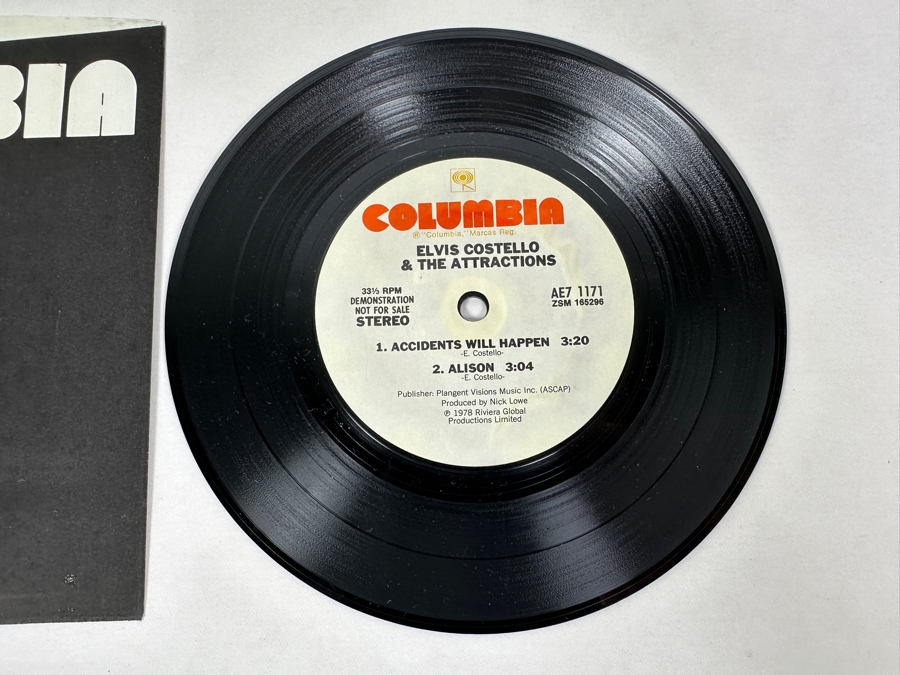 BIA
COLUMBIA
® "Columbia," Marcas Reg.
ELVIS COSTELLO
& THE ATTRACTIONS
33⅓ RPM
DEMONSTRATION
NOT FOR SALE
STEREO
AE7 1171
ZSM 165296
1. ACCIDENTS WILL HAPPEN 3:20
-E. Costello-
2. ALISON 3:04
-E. Costello-
Publisher: Plangent Visions Music Inc. (ASCAP)
Produced by Nick Lowe
℗ 1978 Riviera Global
Productions Limited